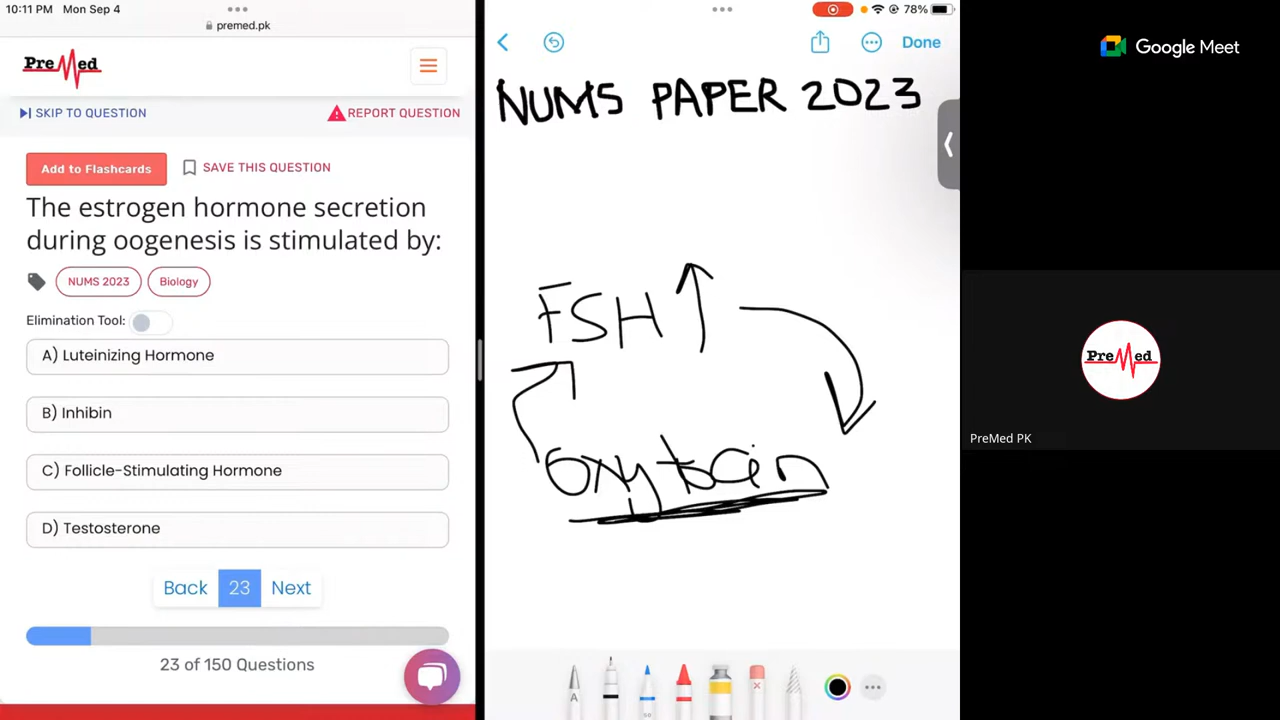 10:11 PM Mon Sep 4
premed.pk
PreMed
SKIP TO QUESTION
REPORT QUESTION
Add to Flashcards
SAVE THIS QUESTION
The estrogen hormone secretion
during oogenesis is stimulated by:
NUMS 2023
Biology
Elimination Tool:
A) Luteinizing Hormone
B) Inhibin
C) Follicle-Stimulating Hormone
D) Testosterone
Back 23 Next
23 of 150 Questions
78%
Done
NUMS PAPER 2023
FSH
Oxytocin
A
Google Meet
PreMed
PreMed PK